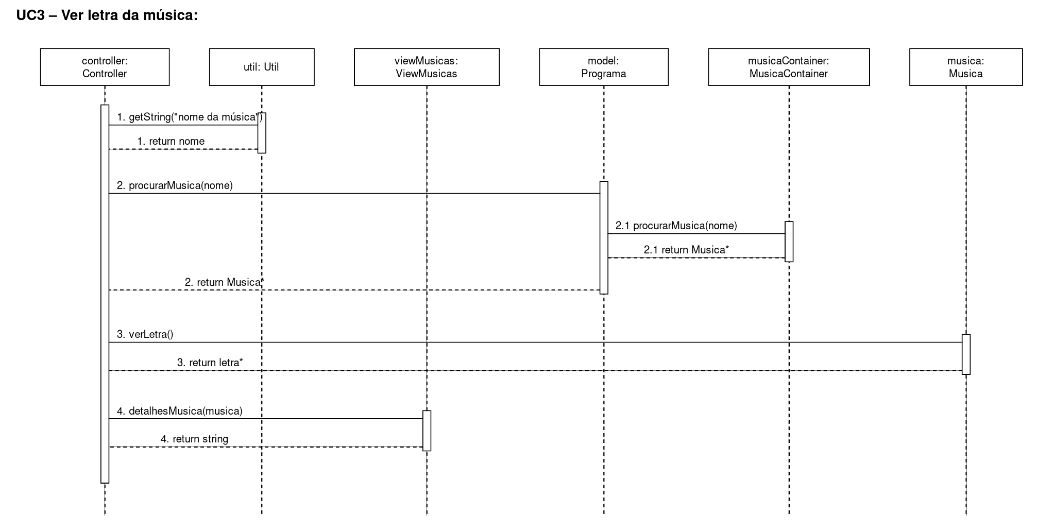 UC3 – Ver letra da música:
controller:
Controller
util: Util
viewMusicas:
ViewMusicas
model:
Programa
musicaContainer:
MusicaContainer
musica:
Musica
1. getString("nome da música")
1. return nome
2. procurarMusica(nome)
2.1 procurarMusica(nome)
2.1 return Musica*
2. return Musica*
3. verLetra()
3. return letra*
4. detalhesMusica(musica)
4. return string